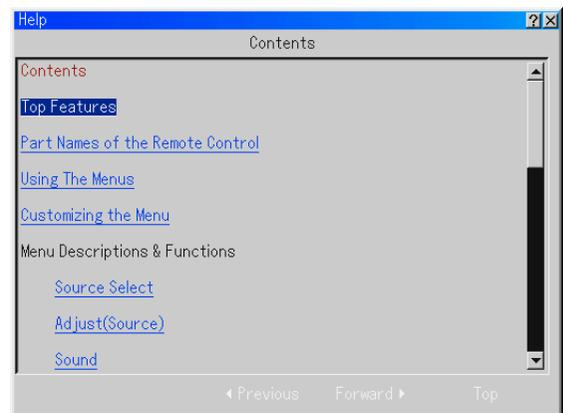 Help
Contents
Contents
Top Features
Part Names of the Remote Control
Using The Menus
Customizing the Menu
Menu Descriptions & Functions
Source Select
Adjust(Source)
Sound
Previous Forward Top